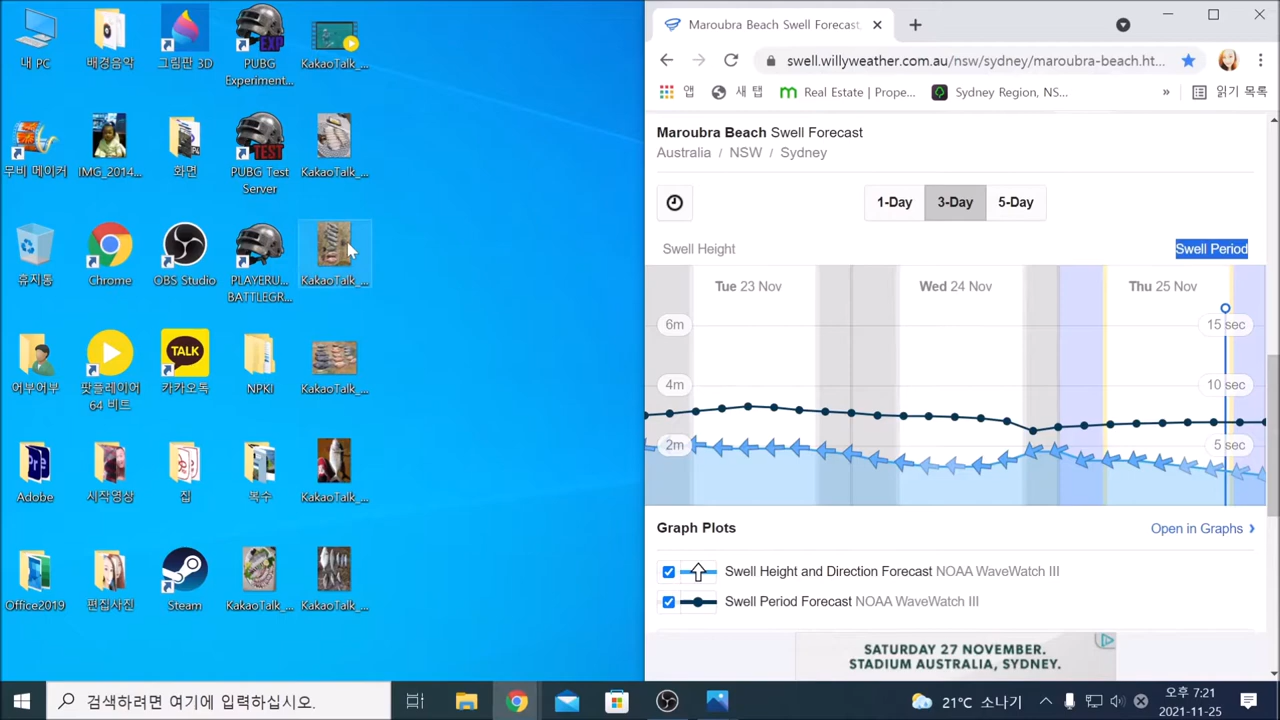 내 PC
배경음악
그림판 3D
PUBG
Experiment...
KakaoTalk_...
무비 메이커
IMG_2014...
화면
PUBG Test
Server
KakaoTalk_...
휴지통
Chrome
OBS Studio
PLAYERU...
BATTLEGR...
KakaoTalk_...
어부어부
팟플레이어
64 비트
카카오톡
NPKI
KakaoTalk_...
Adobe
시작영상
집
복수
KakaoTalk_...
Office2019
편집사진
Steam
KakaoTalk_...
KakaoTalk_...
EXP
TEST
TALK
Maroubra Beach Swell Forecast.
swell.willyweather.com.au/nsw/sydney/maroubra-beach.ht...
앱
새 탭
Real Estate | Prope...
Sydney Region, NS...
»
읽기 목록
Maroubra Beach Swell Forecast
Australia / NSW / Sydney
1-Day
3-Day
5-Day
Swell Height
Swell Period
Tue 23 Nov
Wed 24 Nov
Thu 25 Nov
6m
15 sec
4m
10 sec
2m
5 sec
Graph Plots
Open in Graphs
Swell Height and Direction Forecast NOAA WaveWatch III
Swell Period Forecast NOAA WaveWatch III
SATURDAY 27 NOVEMBER.
STADIUM AUSTRALIA, SYDNEY.
검색하려면 여기에 입력하십시오.
21°C 소나기
오후 7:21
2021-11-25